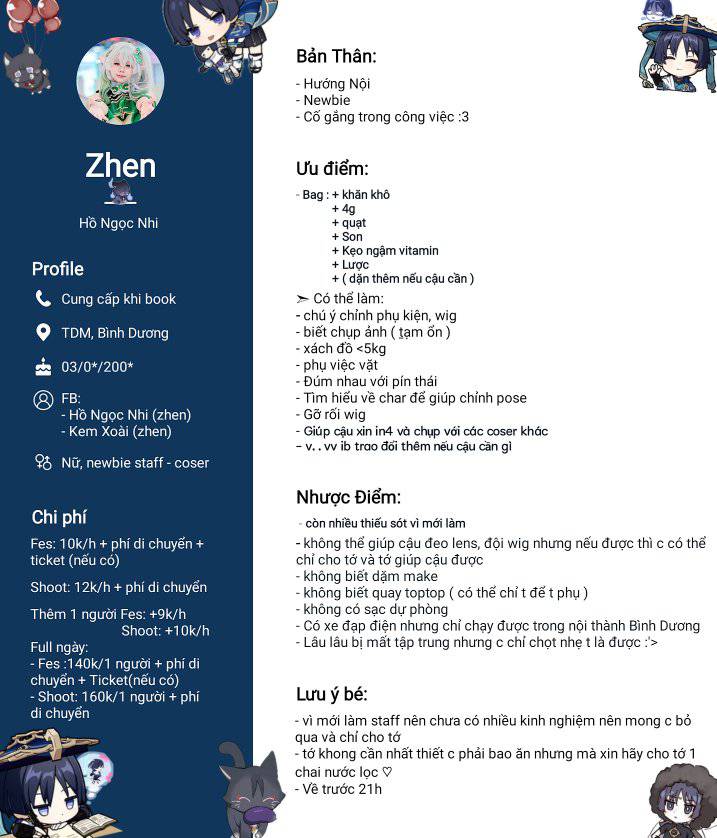 Zhen
Hồ Ngọc Nhi
Profile
Cung cấp khi book
TDM, Bình Dương
03/0*/200*
FB:
- Hồ Ngọc Nhi (zhen)
- Kem Xoài (zhen)
Nữ, newbie staff - coser
Chi phí
Fes: 10k/h + phí di chuyển +
ticket (nếu có)
Shoot: 12k/h + phí di chuyển
Thêm 1 người Fes: +9k/h
Shoot: +10k/h
Full ngày:
- Fes :140k/1 người + phí di
chuyển + Ticket(nếu có)
- Shoot: 160k/1 người + phí
di chuyển
Bản Thân:
- Hướng Nội
- Newbie
- Cố gắng trong công việc :3
Ưu điểm:
- Bag : + khăn khô
+ 4g
+ quạt
+ Son
+ Kẹo ngậm vitamin
+ Lược
+ ( dặn thêm nếu cậu cần )
➣ Có thể làm:
- chú ý chỉnh phụ kiện, wig
- biết chụp ảnh ( tạm ổn )
- xách đồ <5kg
- phụ việc vặt
- Đúm nhau với pín thái
- Tìm hiểu về char để giúp chỉnh pose
- Gỡ rối wig
- Giúp cậu xin in4 và chụp với các coser khác
- v. . vv ib trao đổi thêm nếu cậu cần gì
Nhược Điểm:
- còn nhiều thiếu sót vì mới làm
- không thể giúp cậu đeo lens, đội wig nhưng nếu được thì c có thể
chỉ cho tớ và tớ giúp cậu được
- không biết dặm make
- không biết quay toptop ( có thể chỉ t để t phụ )
- không có sạc dự phòng
- Có xe đạp điện nhưng chỉ chạy được trong nội thành Bình Dương
- Lâu lâu bị mất tập trung nhưng c chỉ chọt nhẹ t là được :'>
Lưu ý bé:
- vì mới làm staff nên chưa có nhiều kinh nghiệm nên mong c bỏ
qua và chỉ cho tớ
- tớ khong cần nhất thiết c phải bao ăn nhưng mà xin hãy cho tớ 1
chai nước lọc ♡
- Về trước 21h